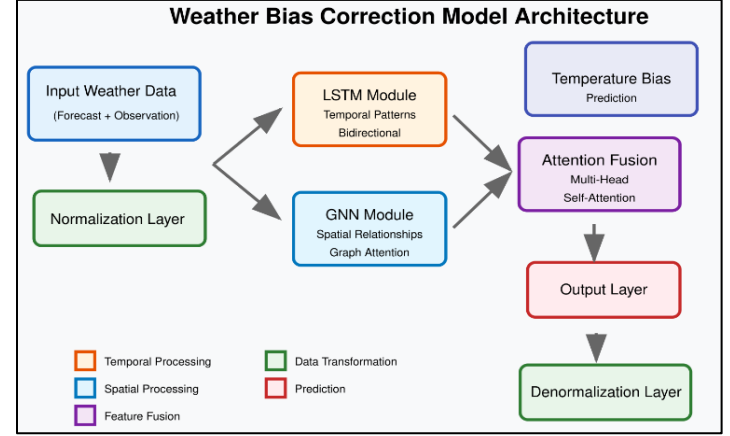 Weather Bias Correction Model Architecture
Input Weather Data
(Forecast + Observation)
Normalization Layer
LSTM Module
Temporal Patterns
Bidirectional
GNN Module
Spatial Relationships
Graph Attention
Temperature Bias
Prediction
Attention Fusion
Multi-Head
Self-Attention
Output Layer
Denormalization Layer
Temporal Processing
Spatial Processing
Feature Fusion
Data Transformation
Prediction